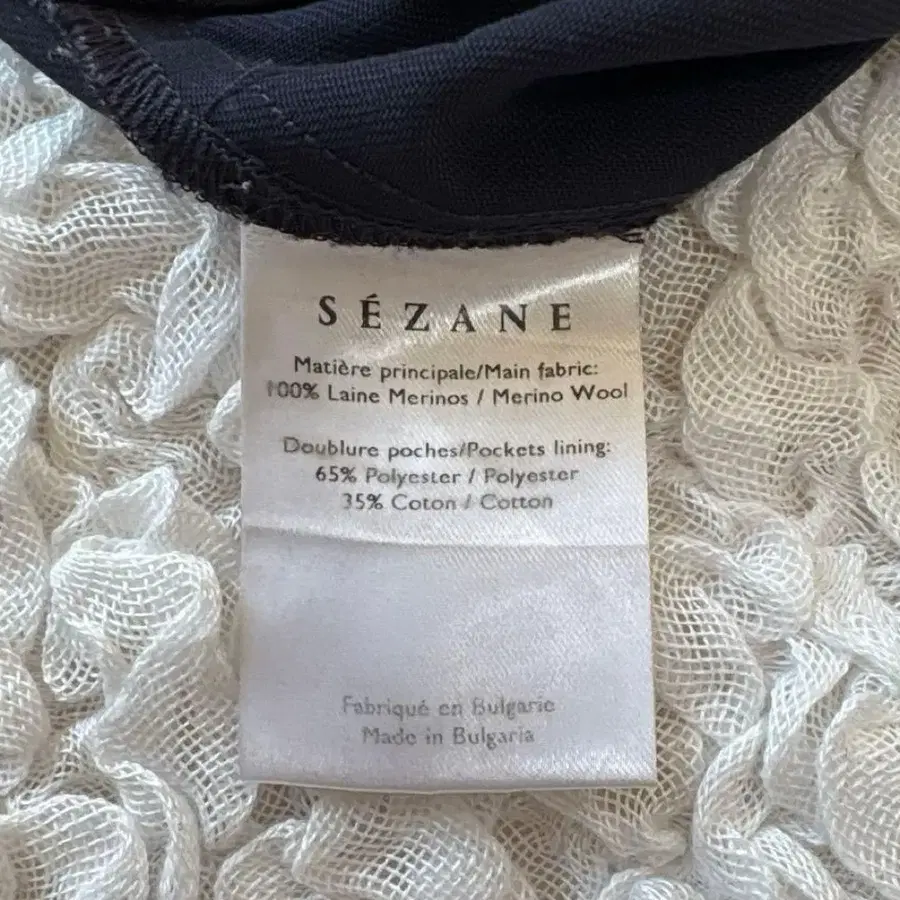 SÉZANE
Matière principale/Main fabric:
100% Laine Merinos / Merino Wool
Doublure poches/Pockets lining:
65% Polyester / Polyester
35% Coton / Cotton
Fabriqué en Bulgarie
Made in Bulgaria